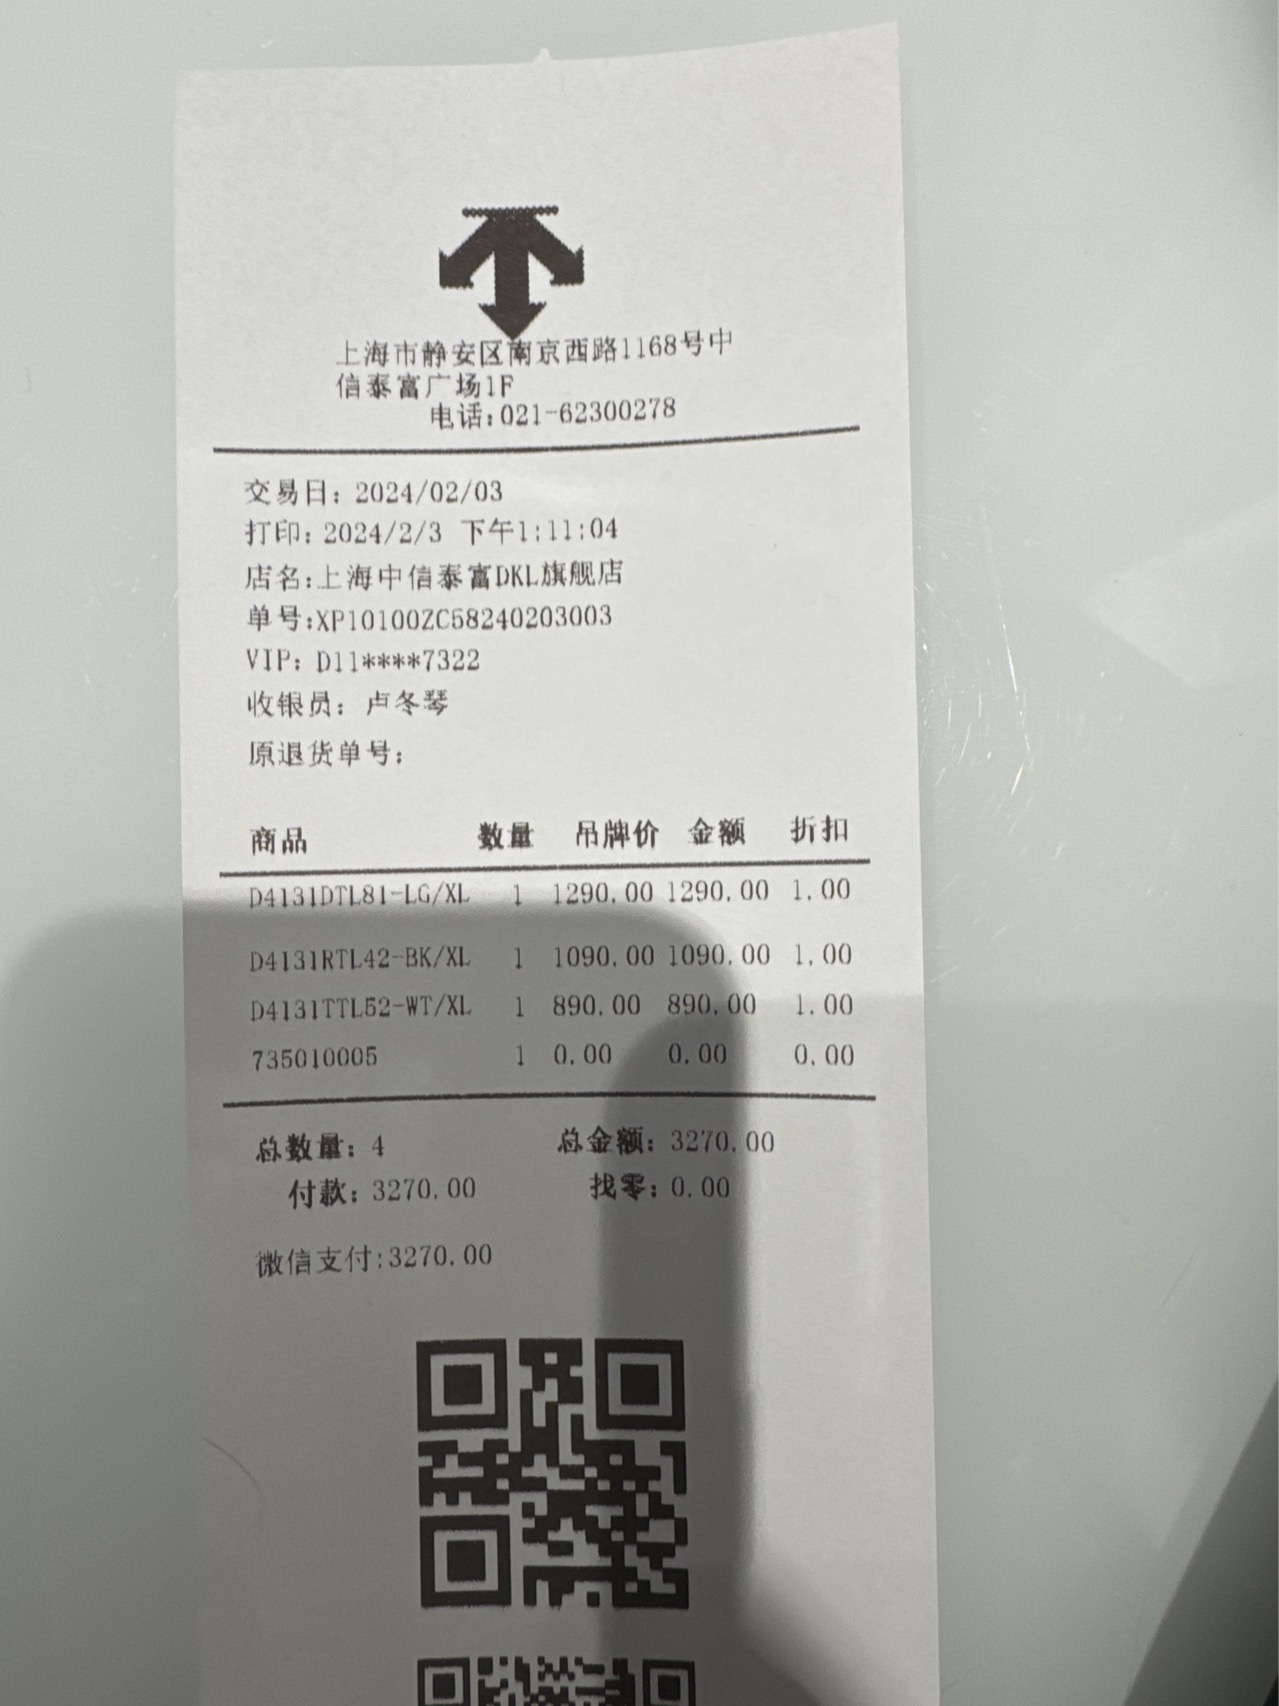 上海市静安区南京西路1168号中
信泰富广场1F
电话:021-62300278
交易日: 2024/02/03
打印: 2024/2/3 下午1:11:04
店名:上海中信泰富DKL旗舰店
单号:XP10100ZC58240203003
VIP: D11****7322
收银员: 卢冬琴
原退货单号:
商品 数量 吊牌价 金额 折扣
D4131DTL81-LG/XL 1 1290.00 1290.00 1.00
D4131RTL42-BK/XL 1 1090.00 1090.00 1.00
D4131TTL52-WT/XL 1 890.00 890.00 1.00
735010005 1 0.00 0.00 0.00
总数量: 4 总金额: 3270.00
付款: 3270.00 找零: 0.00
微信支付:3270.00